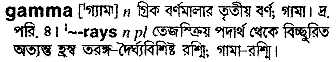 gamma ['গ্যামা] n গ্রিক বর্ণমালার তৃতীয় বর্ণ; গামা। দ্র.
পরি. ৪। '~-rays n pl তেজস্ক্রিয় পদার্থ থেকে বিচ্ছুরিত
অত্যন্ত হ্রস্ব তরঙ্গ-দৈর্ঘ্যবিশিষ্ট রশ্মি; গামা-রশ্মি।